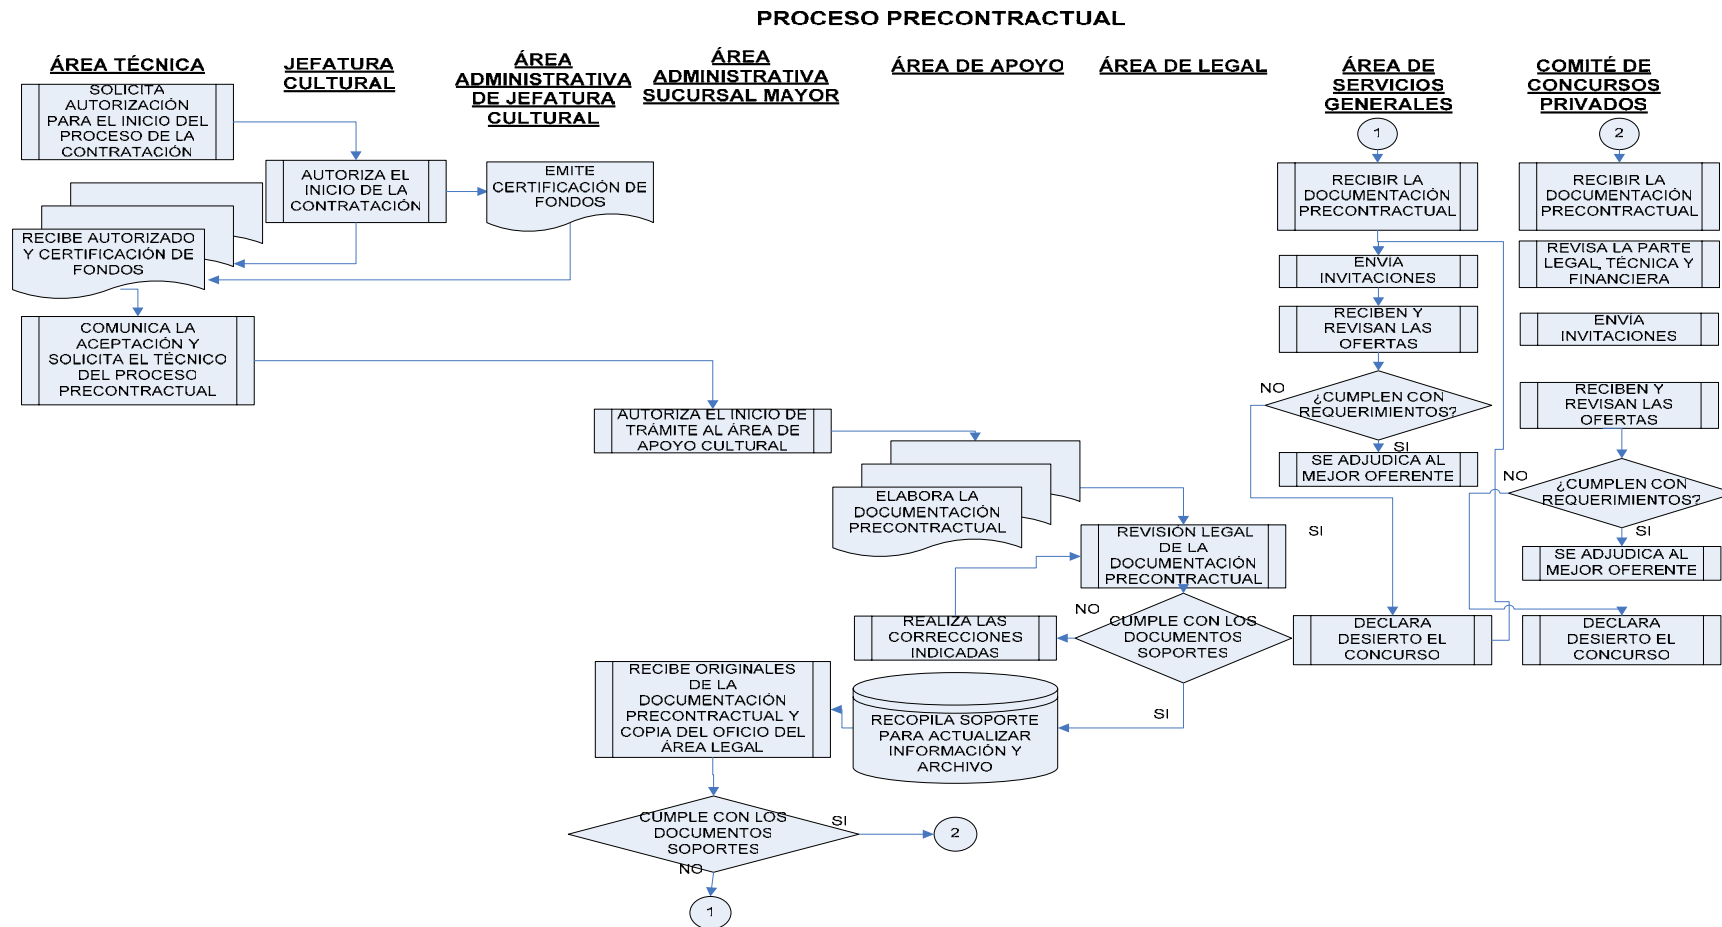 PROCESO PRECONTRACTUAL
ÁREA TÉCNICA
SOLICITA
AUTORIZACIÓN
PARA EL INICIO DEL
PROCESO DE LA
CONTRATACIÓN
RECIBE AUTORIZADO
Y CERTIFICACIÓN DE
FONDOS
COMUNICA LA
ACEPTACIÓN Y
SOLICITA EL TÉCNICO
DEL PROCESO
PRECONTRACTUAL
JEFATURA
CULTURAL
AUTORIZA EL
INICIO DE LA
CONTRATACIÓN
ÁREA
ADMINISTRATIVA
DE JEFATURA
CULTURAL
EMITE
CERTIFICACIÓN DE
FONDOS
ÁREA
ADMINISTRATIVA
SUCURSAL MAYOR
AUTORIZA EL INICIO DE
TRÁMITE AL ÁREA DE
APOYO CULTURAL
RECIBE ORIGINALES
DE LA
DOCUMENTACIÓN
PRECONTRACTUAL Y
COPIA DEL OFICIO DEL
ÁREA LEGAL
CUMPLE CON LOS
DOCUMENTOS
SOPORTES
SI
2
NO
1
ÁREA DE APOYO
ELABORA LA
DOCUMENTACIÓN
PRECONTRACTUAL
REALIZA LAS
CORRECCIONES
INDICADAS
RECOPILA SOPORTE
PARA ACTUALIZAR
INFORMACIÓN Y
ARCHIVO
ÁREA DE LEGAL
REVISIÓN LEGAL
DE LA
DOCUMENTACIÓN
PRECONTRACTUAL
NO
CUMPLE CON LOS
DOCUMENTOS
SOPORTES
SI
ÁREA DE
SERVICIOS
GENERALES
1
RECIBIR LA
DOCUMENTACIÓN
PRECONTRACTUAL
ENVIA
INVITACIONES
RECIBEN Y
REVISAN LAS
OFERTAS
NO
¿CUMPLEN CON
REQUERIMIENTOS?
SI
SE ADJUDICA AL
MEJOR OFERENTE
SI
DECLARA
DESIERTO EL
CONCURSO
COMITÉ DE
CONCURSOS
PRIVADOS
2
RECIBIR LA
DOCUMENTACIÓN
PRECONTRACTUAL
REVISA LA PARTE
LEGAL, TÉCNICA Y
FINANCIERA
ENVÍA
INVITACIONES
RECIBEN Y
REVISAN LAS
OFERTAS
NO
¿CUMPLEN CON
REQUERIMIENTOS?
SI
SE ADJUDICA AL
MEJOR OFERENTE
DECLARA
DESIERTO EL
CONCURSO